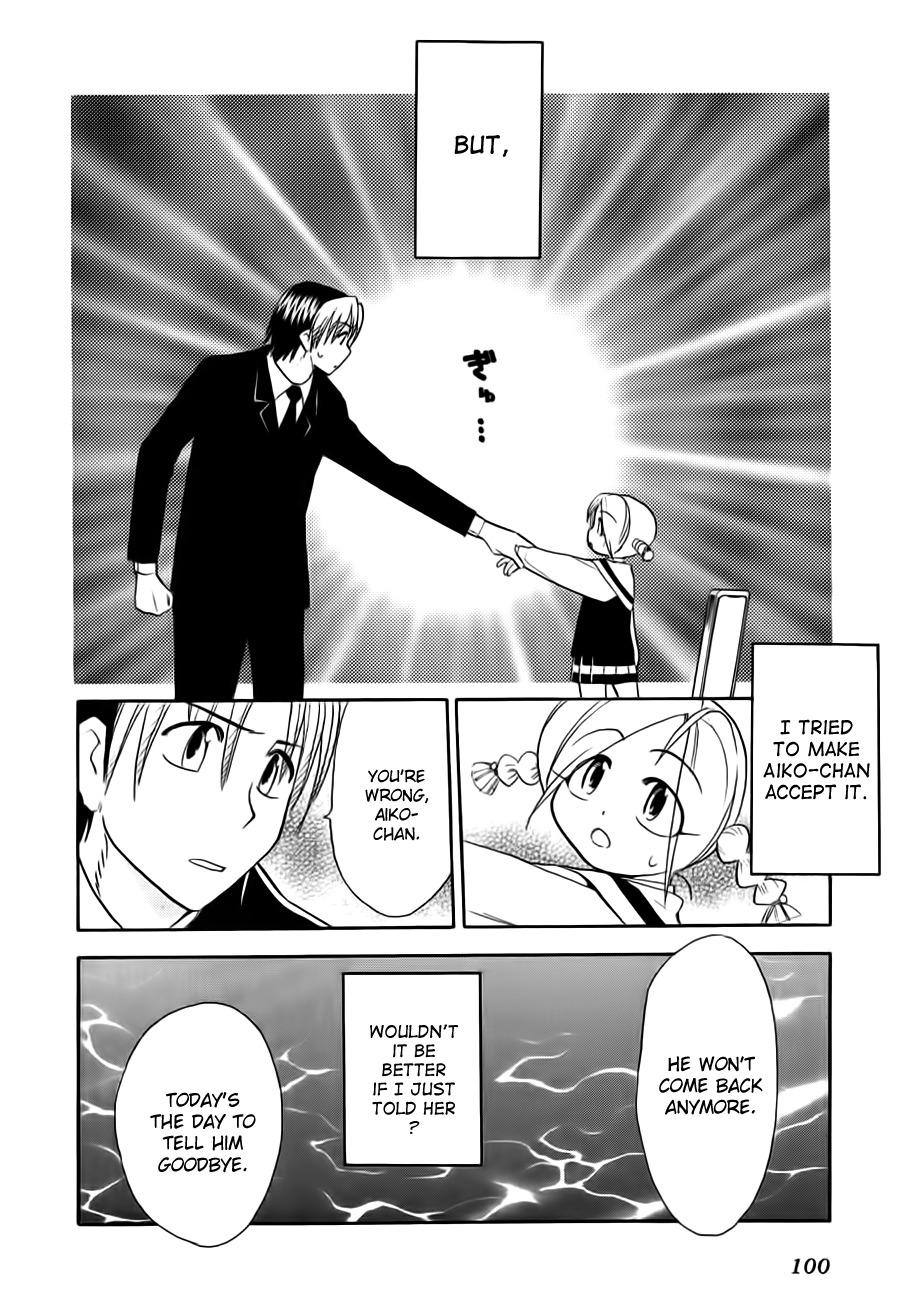 BUT,
ぎゅ…
I TRIED
TO MAKE
AIKO-CHAN
ACCEPT IT.
YOU'RE
WRONG,
AIKO-
CHAN.
HE WON'T
COME BACK
ANYMORE.
WOULDN'T
IT BE
BETTER
IF I JUST
TOLD HER
?
TODAY'S
THE DAY TO
TELL HIM
GOODBYE.
100